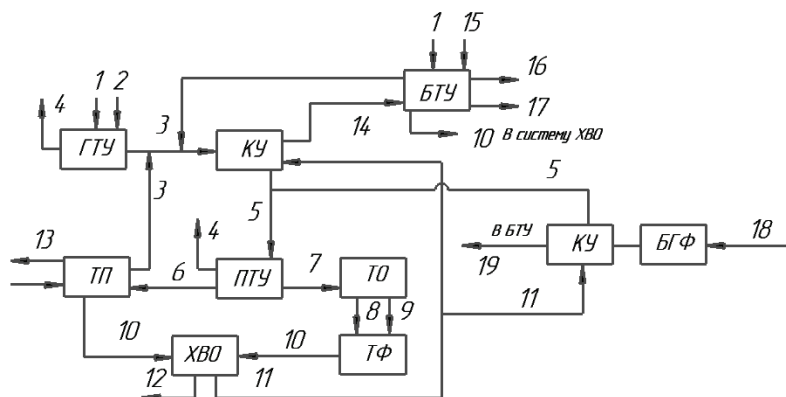 1 15
16
БТУ
17
14
10 В систему ХВО
4 1 2
3
ГТУ
КУ
3
5
5
4
13
ТП
6
ПТУ
7
ТО
8 9
В БТУ
19
КУ
БГФ
18
11
10
ХВО
10
ТФ
12
11